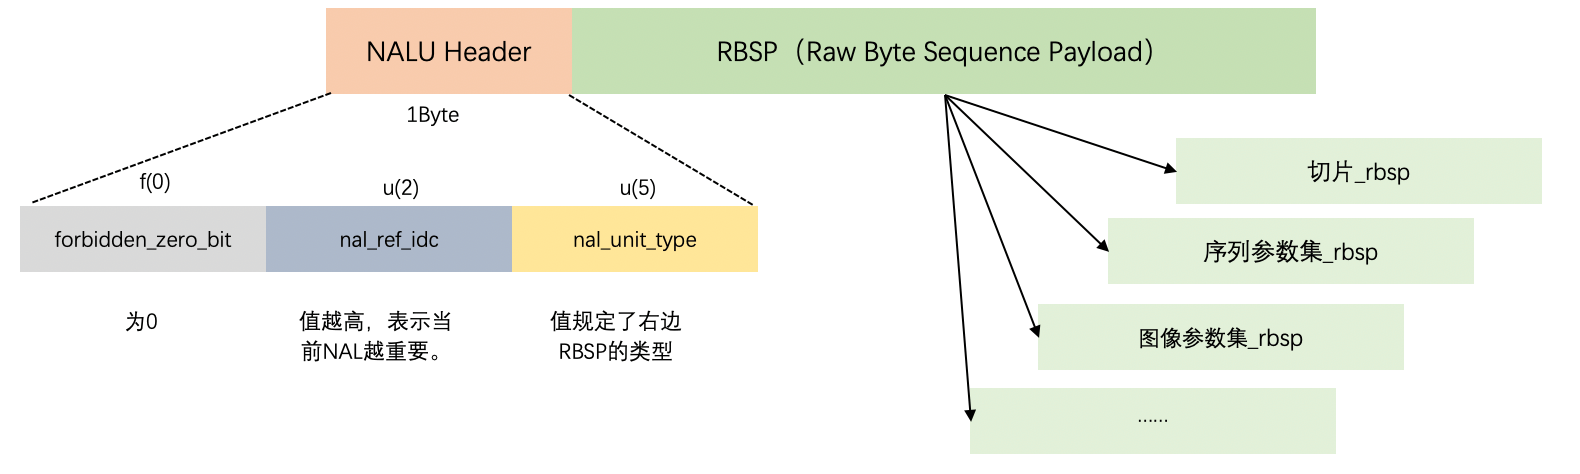 NALU Header
RBSP（Raw Byte Sequence Payload）
1Byte
f(0)
u(2)
u(5)
forbidden_zero_bit
nal_ref_idc
nal_unit_type
为0
值越高，表示当
前NAL越重要。
值规定了右边
RBSP的类型
切片_rbsp
序列参数集_rbsp
图像参数集_rbsp
……